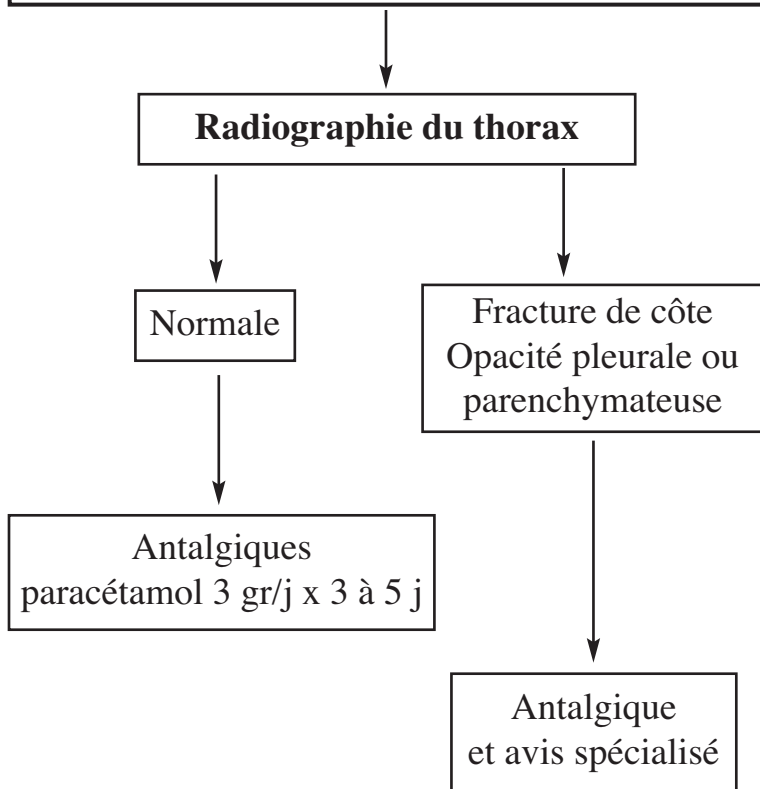 Radiographie du thorax
Normale
Fracture de côte
Opacité pleurale ou
parenchymateuse
Antalgiques
paracétamol 3 gr/j x 3 à 5 j
Antalgique
et avis spécialisé